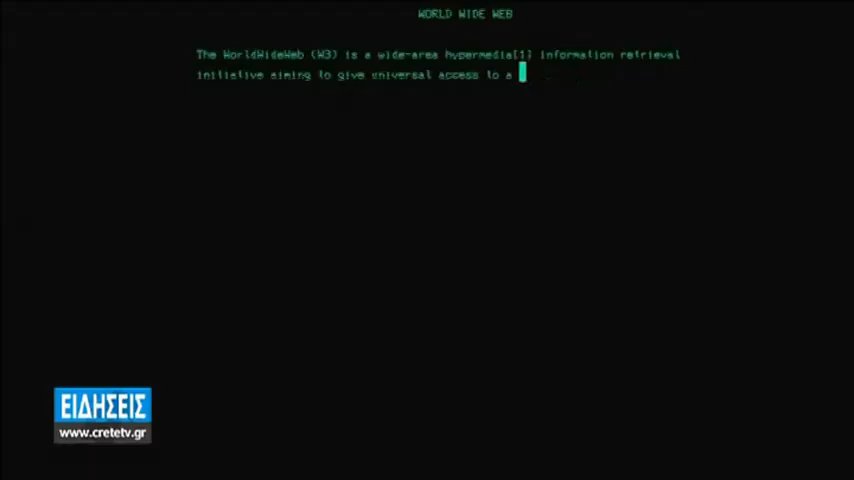 WORLD WIDE WEB
The WorldWideWeb (W3) is a wide-area hypermedia[1] information retrieval
initiative aiming to give universal access to a
ΕΙΔΗΣΕΙΣ
www.cretetv.gr